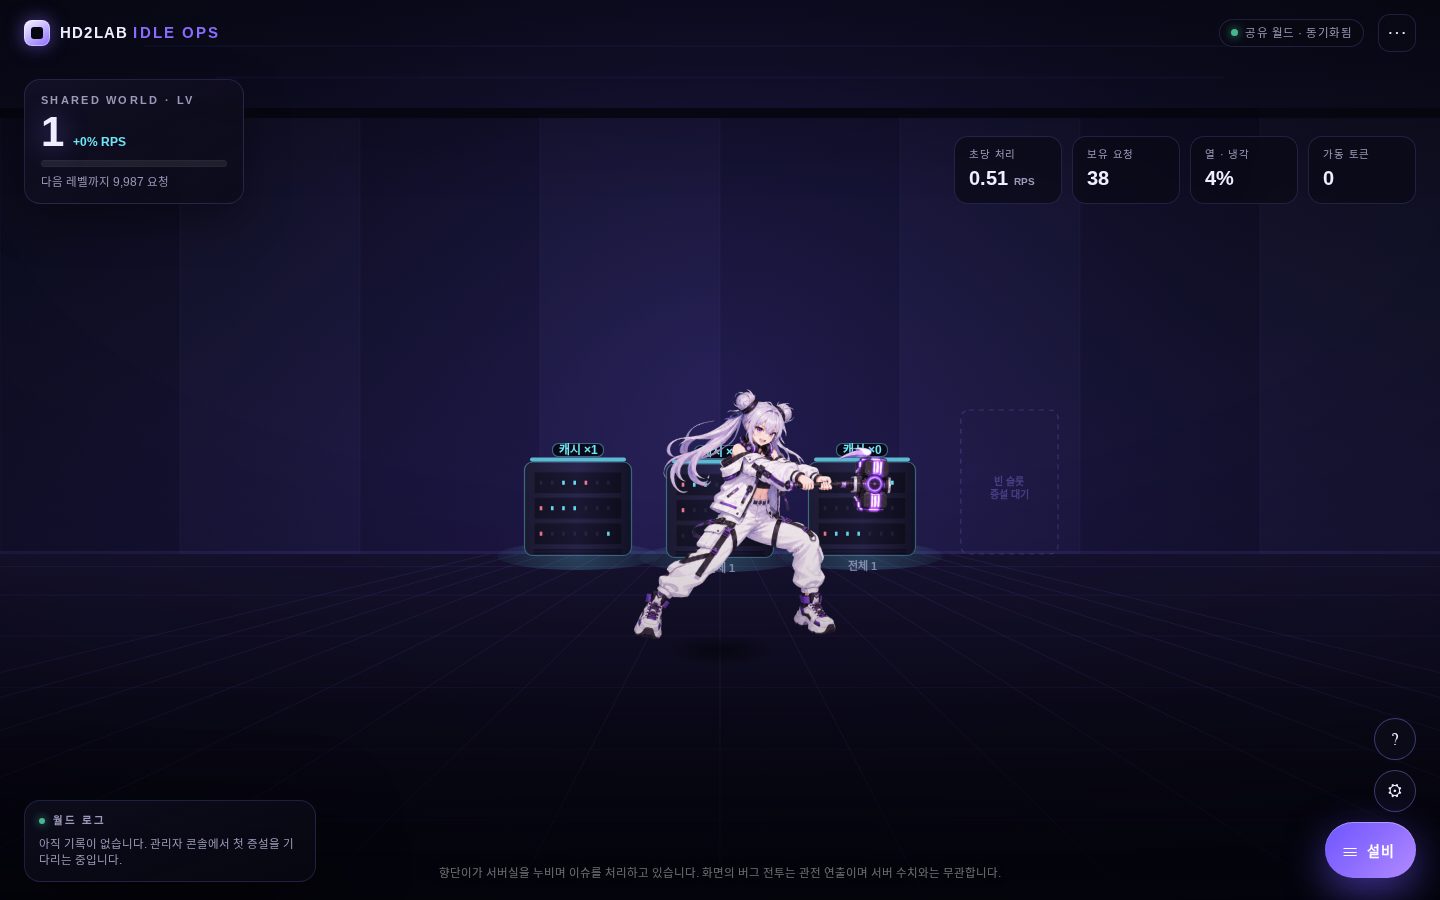 HD2LAB IDLE OPS
공유 월드 · 동기화됨
SHARED WORLD · LV
1 +0% RPS
다음 레벨까지 9,987 요청
초당 처리
0.51 RPS
보유 요청
38
열 · 냉각
4%
가동 토큰
0
캐시 ×1
캐시 ×0
빈 슬롯
증설 대기
전체 1
?
설비
월드 로그
아직 기록이 없습니다. 관리자 콘솔에서 첫 증설을 기
다리는 중입니다.
향단이가 서버실을 누비며 이슈를 처리하고 있습니다. 화면의 버그 전투는 관전 연출이며 서버 수치와는 무관합니다.